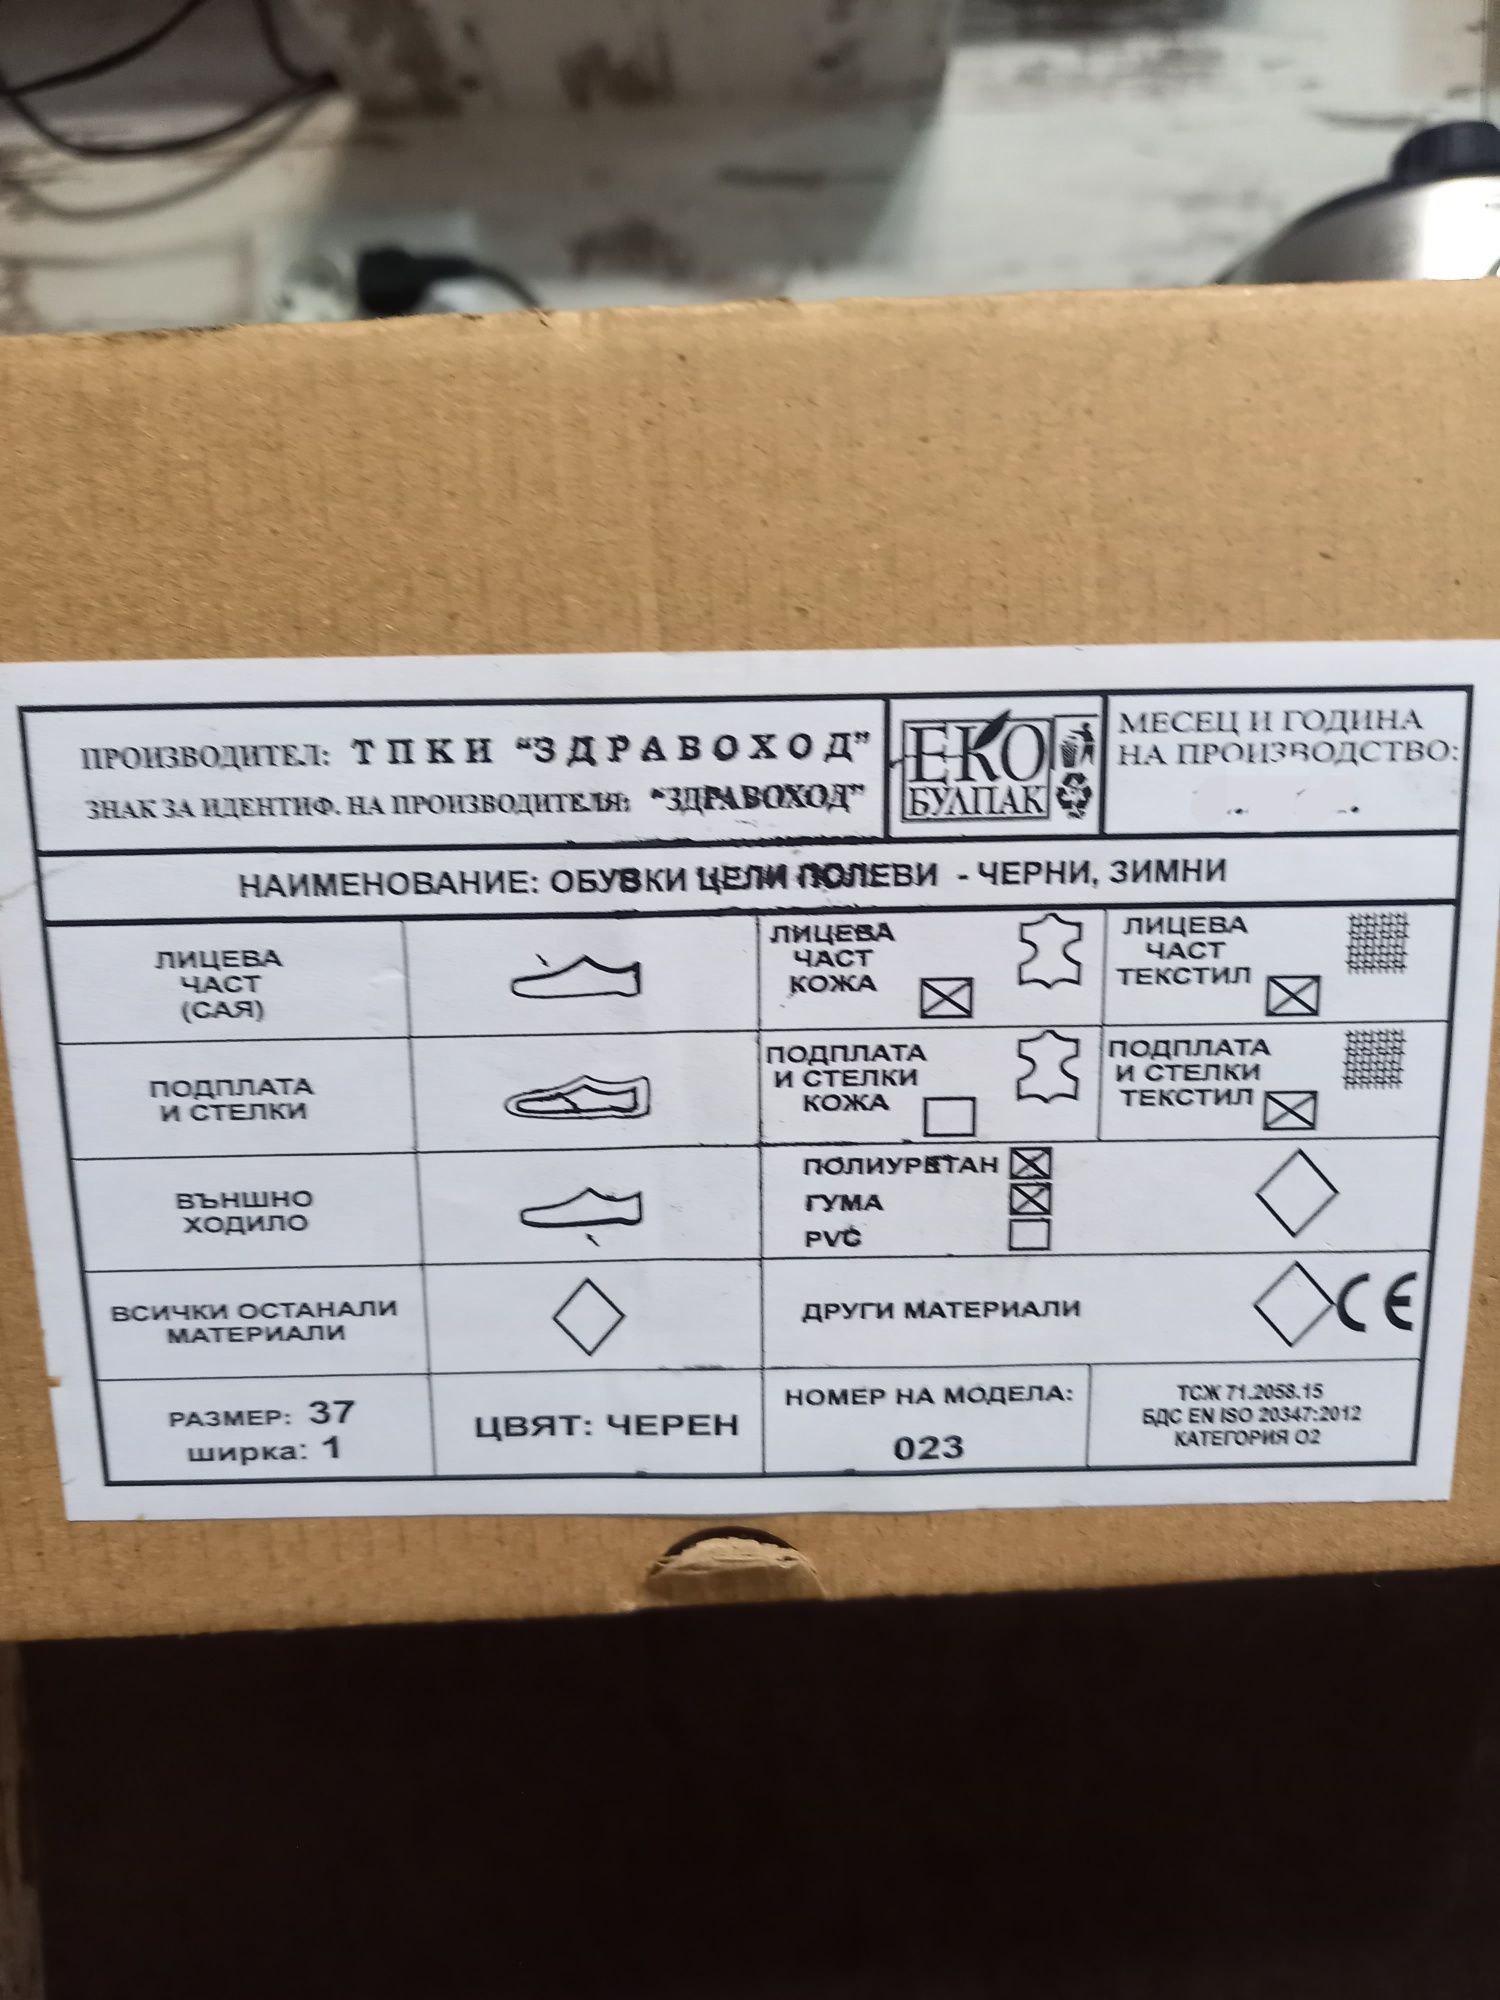 ПРОИЗВОДИТЕЛ: ТПКИ “ЗДРАВОХОД”
ЗНАК ЗА ИДЕНТИФ. НА ПРОИЗВОДИТЕЛЯ: “ЗДРАВОХОД”
ЕКО
БУЛПАК
МЕСЕЦ И ГОДИНА
НА ПРОИЗВОДСТВО:
НАИМЕНОВАНИЕ: ОБУВКИ ЦЕЛИ ПОЛЕВИ - ЧЕРНИ, ЗИМНИ
ЛИЦЕВА
ЧАСТ
(САЯ)
ЛИЦЕВА
ЧАСТ
КОЖА
ЛИЦЕВА
ЧАСТ
ТЕКСТИЛ
ПОДПЛАТА
И СТЕЛКИ
ПОДПЛАТА
И СТЕЛКИ
КОЖА
ПОДПЛАТА
И СТЕЛКИ
ТЕКСТИЛ
ВЪНШНО
ХОДИЛО
ПОЛИУРЕТАН
ГУМА
PVC
ВСИЧКИ ОСТАНАЛИ
МАТЕРИАЛИ
ДРУГИ МАТЕРИАЛИ
CE
РАЗМЕР: 37
ширка: 1
ЦВЯТ: ЧЕРЕН
НОМЕР НА МОДЕЛА:
023
ТСЖ 71.2058.15
БДС EN ISO 20347:2012
КАТЕГОРИЯ О2